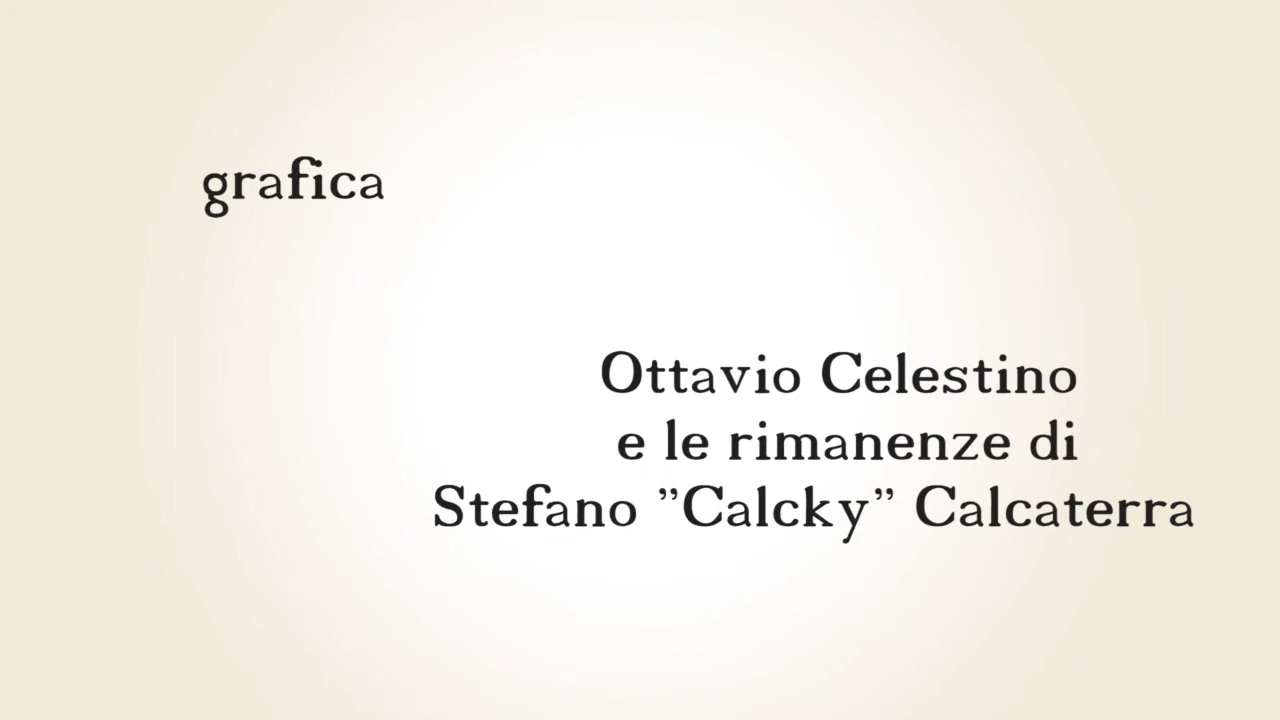 grafica
Ottavio Celestino
e le rimanenze di
Stefano ”Calcky” Calcaterra